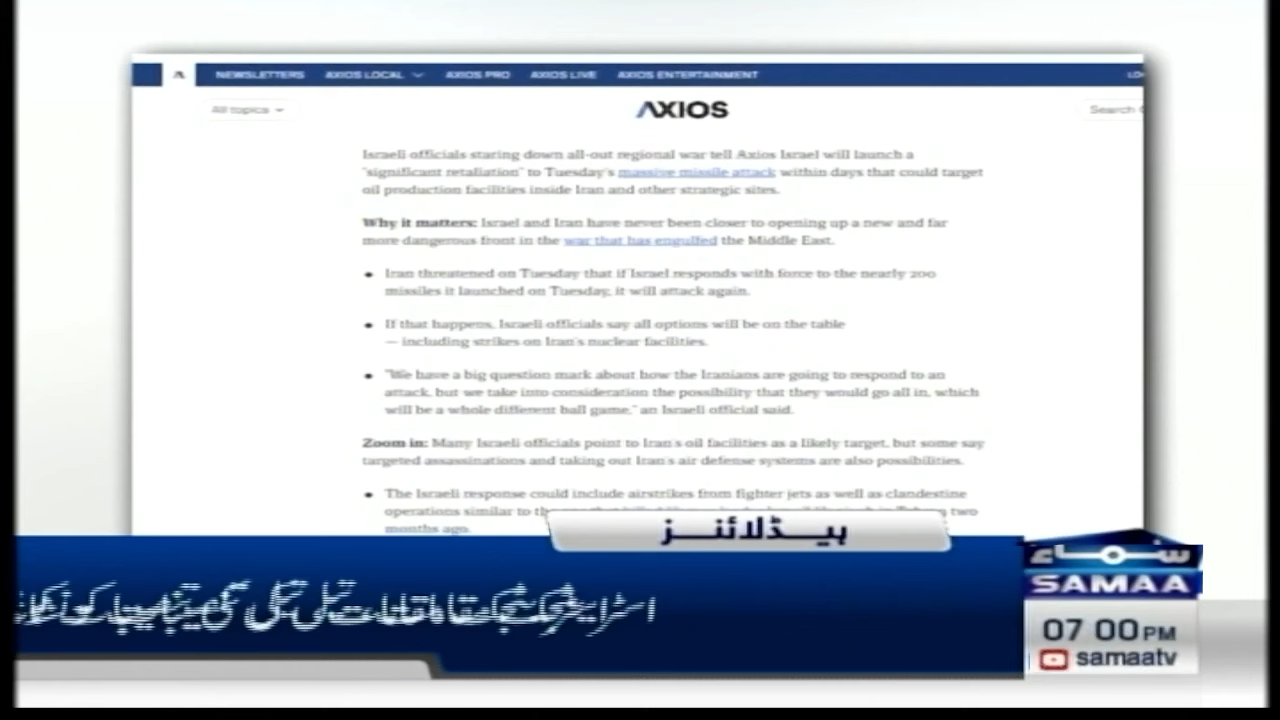 A NEWSLETTERS AXIOS LOCAL AXIOS PRO AXIOS LIVE AXIOS ENTERTAINMENT
All topics AXIOS Search
Israeli officials staring down all-out regional war tell Axios Israel will launch a
"significant retaliation" to Tuesday's massive missile attack within days that could target
oil production facilities inside Iran and other strategic sites.
Why it matters: Israel and Iran have never been closer to opening up a new and far
more dangerous front in the war that has engulfed the Middle East.
• Iran threatened on Tuesday that if Israel responds with force to the nearly 200
missiles it launched on Tuesday, it will attack again.
• If that happens, Israeli officials say all options will be on the table
— including strikes on Iran's nuclear facilities.
• "We have a big question mark about how the Iranians are going to respond to an
attack, but we take into consideration the possibility that they would go all in, which
will be a whole different ball game," an Israeli official said.
Zoom in: Many Israeli officials point to Iran's oil facilities as a likely target, but some say
targeted assassinations and taking out Iran's air defense systems are also possibilities.
• The Israeli response could include airstrikes from fighter jets as well as clandestine
operations similar to two
months ago.
ہیڈلائنز
سماء
SAMAA
07 00 PM
samaatv